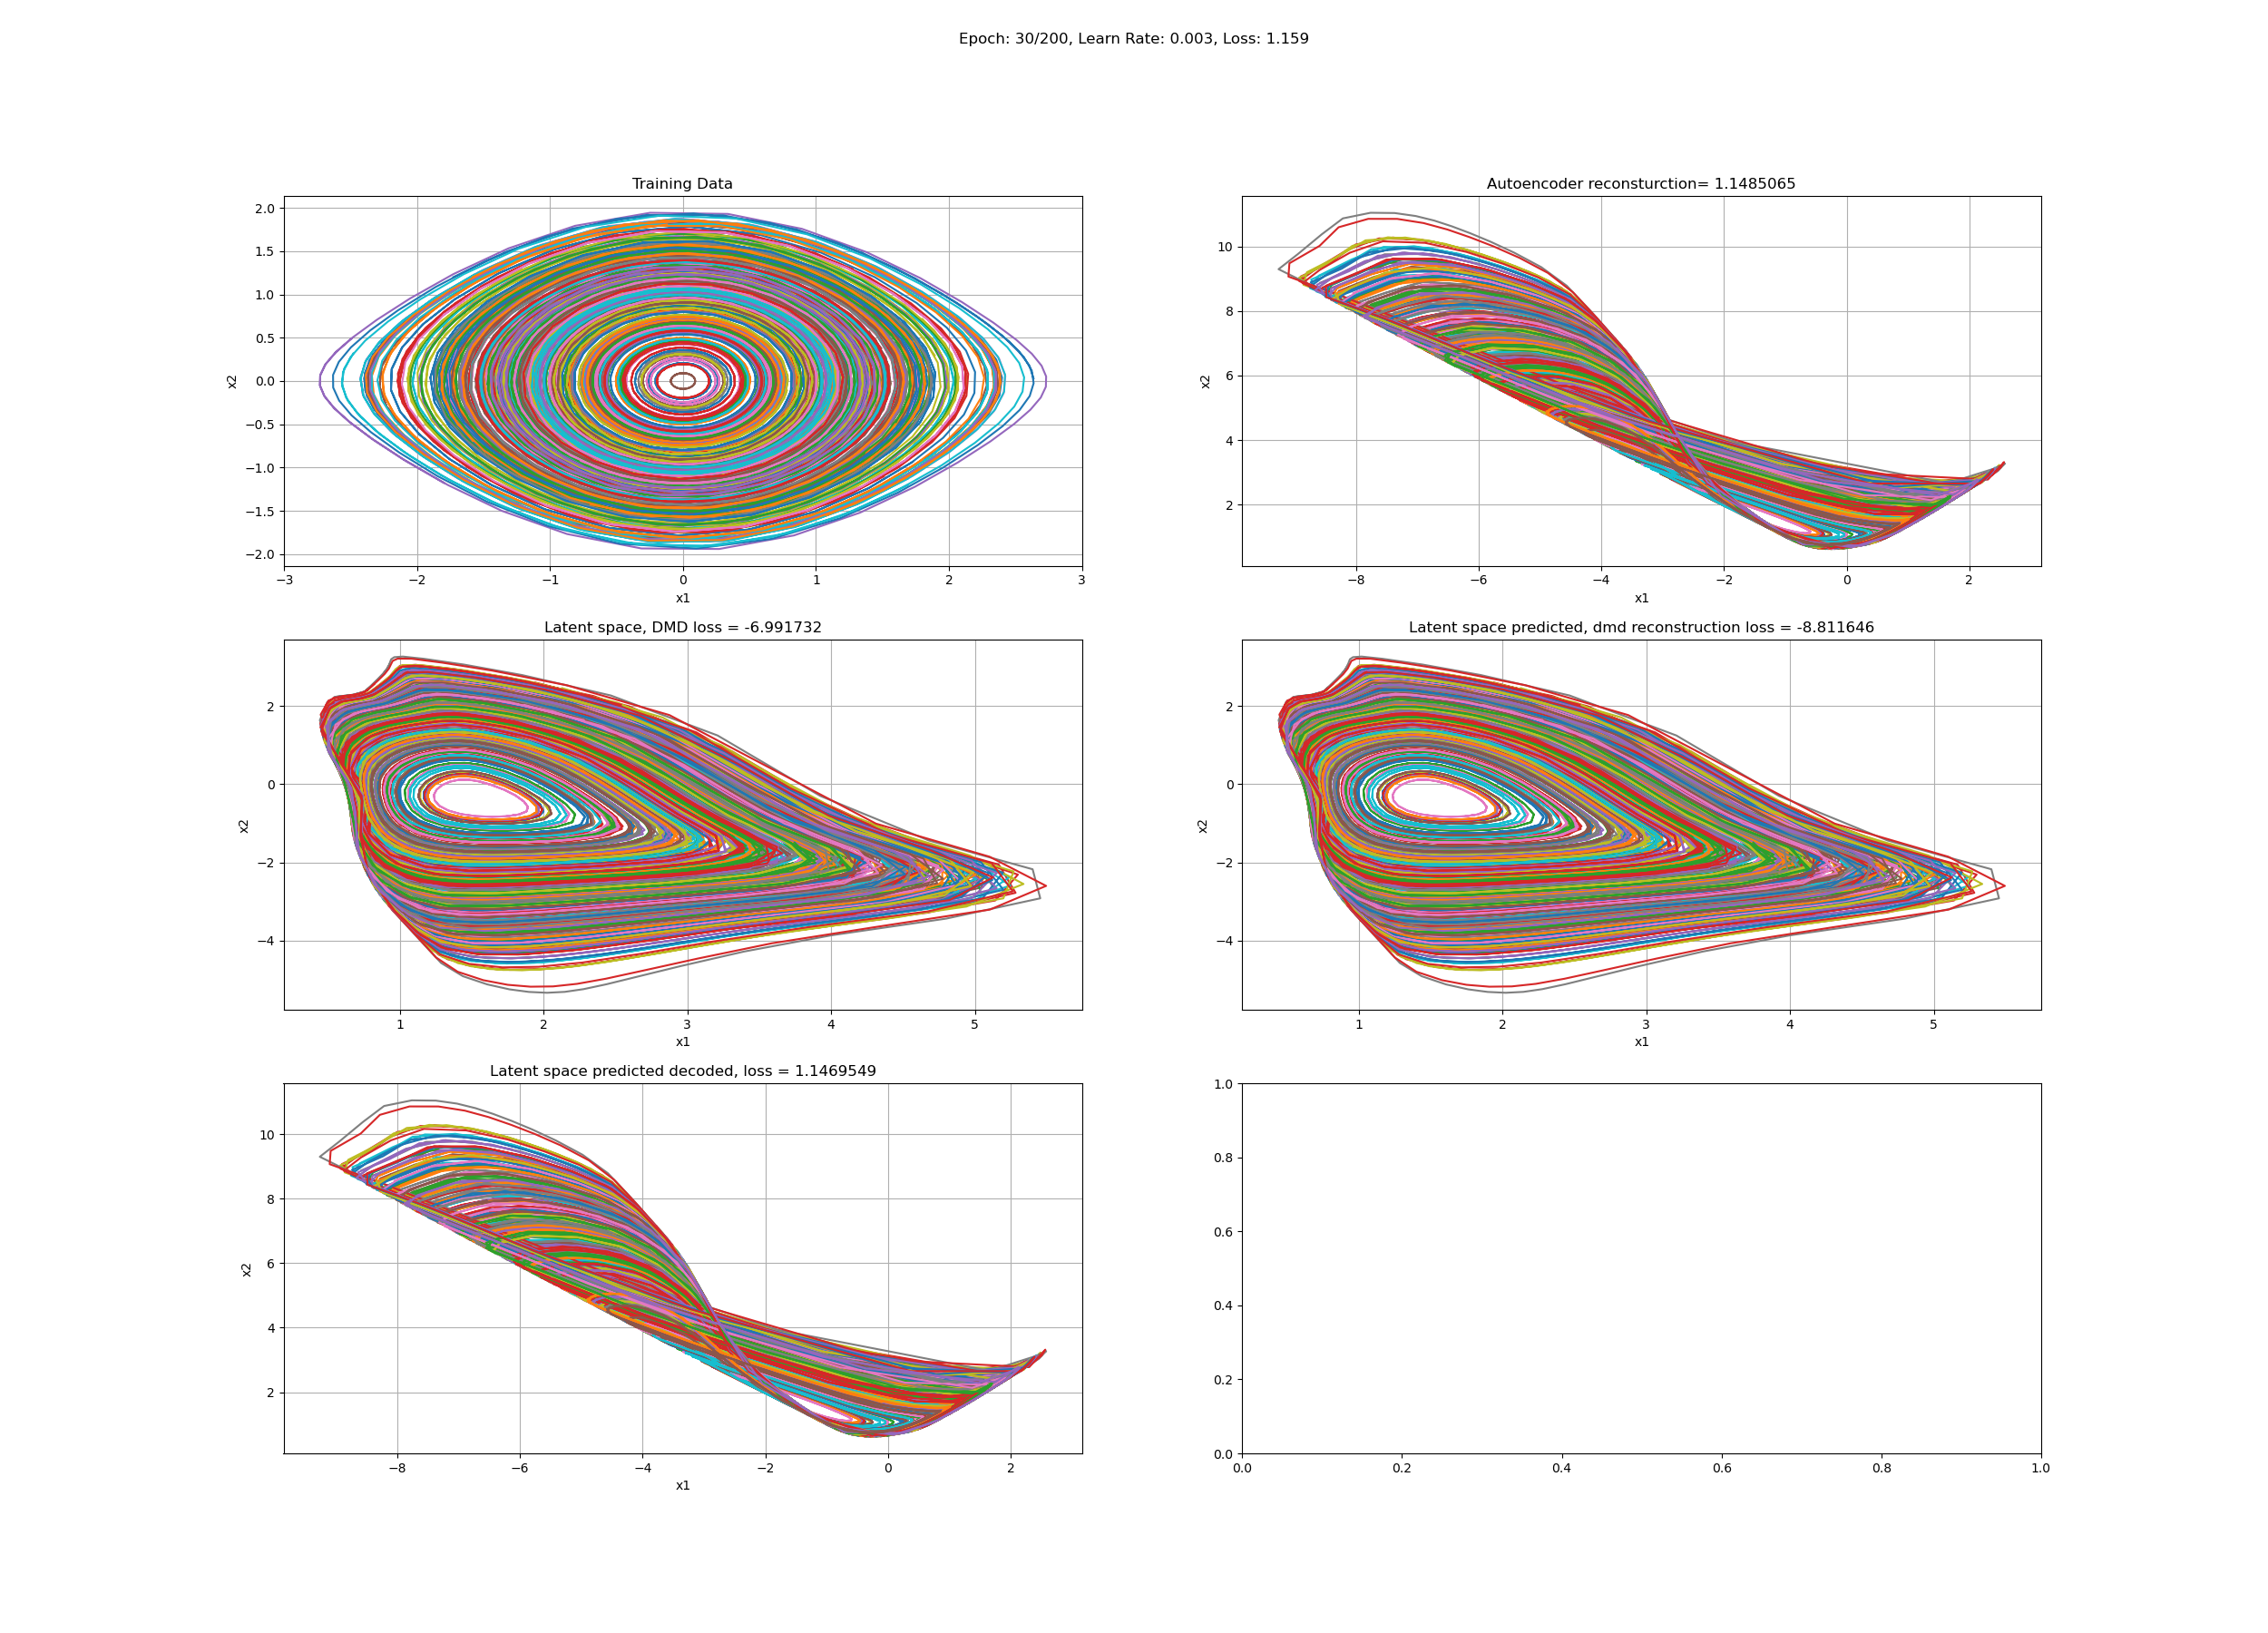 Epoch: 30/200, Learn Rate: 0.003, Loss: 1.159
Training Data
2.0
1.5
1.0
0.5
0.0
−0.5
−1.0
−1.5
−2.0
x2
−3 −2 −1 0 1 2 3
x1
Autoencoder reconsturction= 1.1485065
10
8
6
4
2
x2
−8 −6 −4 −2 0 2
x1
Latent space, DMD loss = -6.991732
2
0
−2
−4
x2
1 2 3 4 5
x1
Latent space predicted, dmd reconstruction loss = -8.811646
2
0
−2
−4
x2
1 2 3 4 5
x1
Latent space predicted decoded, loss = 1.1469549
10
8
6
4
2
x2
−8 −6 −4 −2 0 2
x1
1.0
0.8
0.6
0.4
0.2
0.0
0.0 0.2 0.4 0.6 0.8 1.0